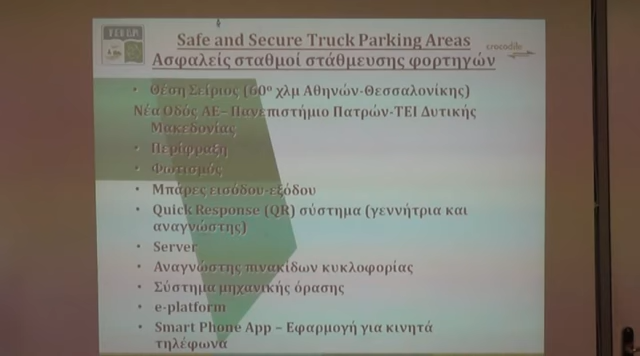 Safe and Secure Truck Parking Areas
Ασφαλείς σταθμοί στάθμευσης φορτηγών
crocodile
• Θέση Σείριος (60º χλμ Αθηνών-Θεσσαλονίκης)
Νέα Οδός ΑΕ– Πανεπιστήμιο Πατρών-ΤΕΙ Δυτικής
Μακεδονίας
• Περίφραξη
• Φωτισμός
• Μπάρες εισόδου-εξόδου
• Quick Response (QR) σύστημα (γεννήτρια και
αναγνώστης)
• Server
• Αναγνώστης πινακίδων κυκλοφορίας
• Σύστημα μηχανικής όρασης
• e-platform
• Smart Phone App – Εφαρμογή για κινητά
τηλέφωνα